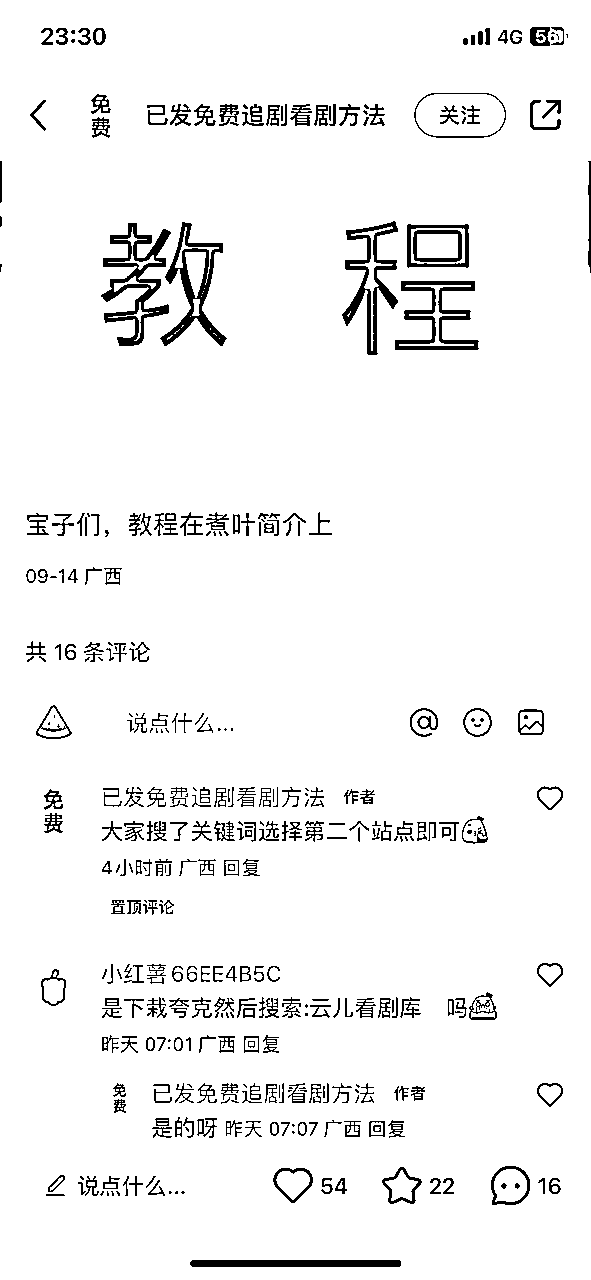 23:30
4G 56
免费
已发免费追剧看剧方法
关注
教 程
宝子们，教程在煮叶简介上
09-14 广西
共 16 条评论
说点什么...
免费
已发免费追剧看剧方法 作者
大家搜了关键词选择第二个站点即可
4小时前 广西 回复
置顶评论
小红薯66EE4B5C
是下栽夸克然后搜索:云儿看剧库 吗
昨天 07:01 广西 回复
免费
已发免费追剧看剧方法 作者
是的呀 昨天 07:07 广西 回复
说点什么... 54 22 16